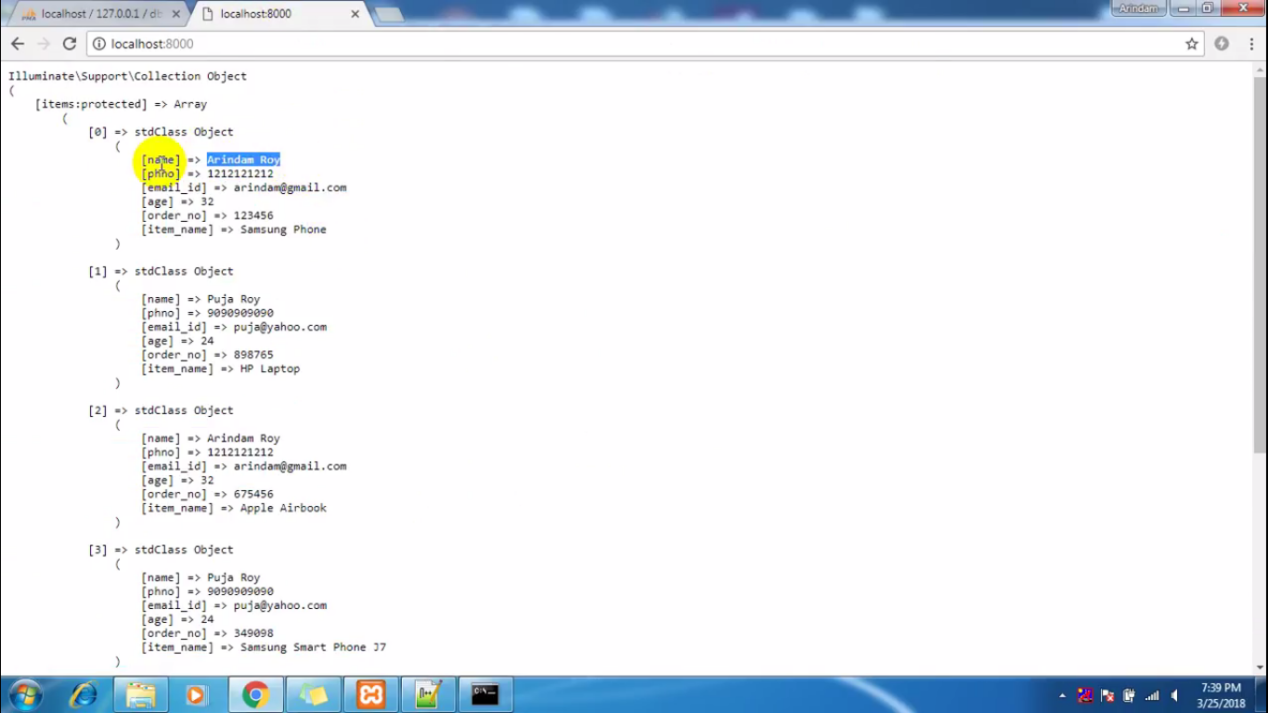 localhost / 127.0.0.1 / db
localhost:8000
Arindam
localhost:8000
Illuminate\Support\Collection Object
(
[items:protected] => Array
(
[0] => stdClass Object
(
[name] => Arindam Roy
[phno] => 1212121212
[email_id] => arindam@gmail.com
[age] => 32
[order_no] => 123456
[item_name] => Samsung Phone
)
[1] => stdClass Object
(
[name] => Puja Roy
[phno] => 9090909090
[email_id] => puja@yahoo.com
[age] => 24
[order_no] => 898765
[item_name] => HP Laptop
)
[2] => stdClass Object
(
[name] => Arindam Roy
[phno] => 1212121212
[email_id] => arindam@gmail.com
[age] => 32
[order_no] => 675456
[item_name] => Apple Airbook
)
[3] => stdClass Object
(
[name] => Puja Roy
[phno] => 9090909090
[email_id] => puja@yahoo.com
[age] => 24
[order_no] => 349098
[item_name] => Samsung Smart Phone J7
)
7:39 PM
3/25/2018